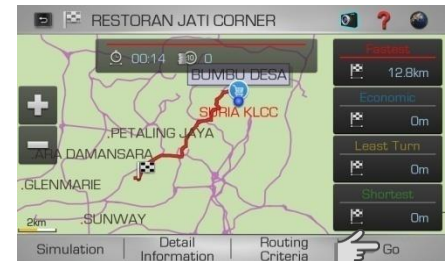 RESTORAN JATI CORNER
?
00:14 10 0
Fastest
12.8km
BUMBU DESA
SURIA KLCC
Economic
0m
PETALING JAYA
ARA DAMANSARA
Least Turn
0m
GLENMARIE
Shortest
0m
2km
SUNWAY
Simulation
Detail Information
Routing Criteria
Go